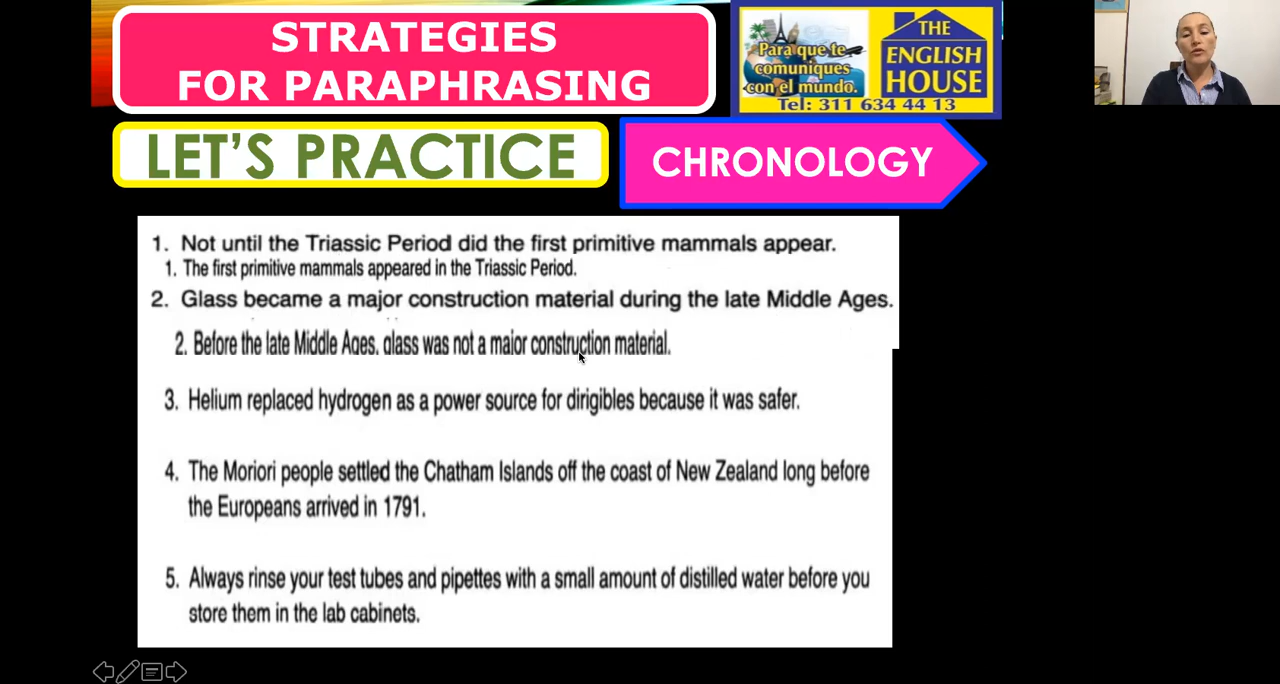 STRATEGIES
FOR PARAPHRASING
Para que te
comuniques
con el mundo.
THE
ENGLISH
HOUSE
Tel: 311 634 44 13
LET'S PRACTICE
CHRONOLOGY
1. Not until the Triassic Period did the first primitive mammals appear.
1. The first primitive mammals appeared in the Triassic Period.
2. Glass became a major construction material during the late Middle Ages.
2. Before the late Middle Ages, glass was not a major construction material.
3. Helium replaced hydrogen as a power source for dirigibles because it was safer.
4. The Moriori people settled the Chatham Islands off the coast of New Zealand long before
the Europeans arrived in 1791.
5. Always rinse your test tubes and pipettes with a small amount of distilled water before you
store them in the lab cabinets.